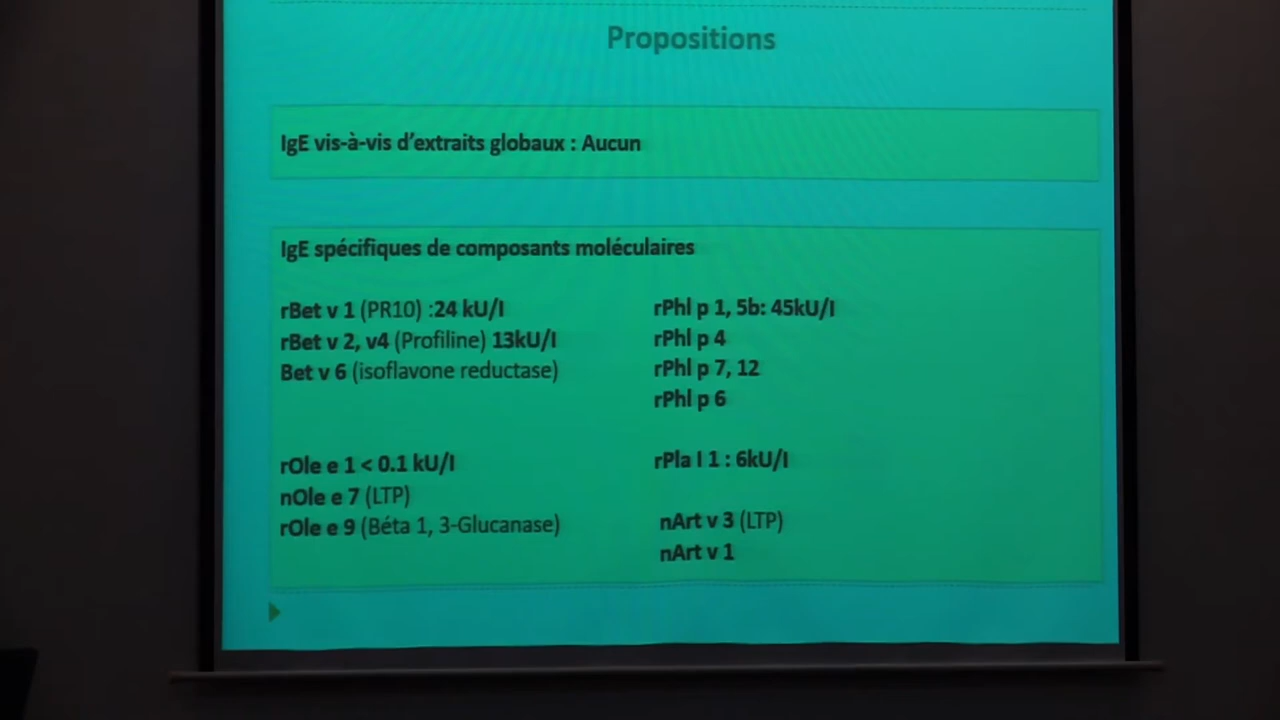 Propositions
IgE vis-à-vis d'extraits globaux : Aucun
IgE spécifiques de composants moléculaires
rBet v 1 (PR10) :24 kU/l
rBet v 2, v4 (Profiline) 13kU/l
Bet v 6 (isoflavone reductase)
rOle e 1 < 0.1 kU/l
nOle e 7 (LTP)
rOle e 9 (Béta 1, 3-Glucanase)
rPhl p 1, 5b: 45kU/l
rPhl p 4
rPhl p 7, 12
rPhl p 6
rPla l 1 : 6kU/l
nArt v 3 (LTP)
nArt v 1